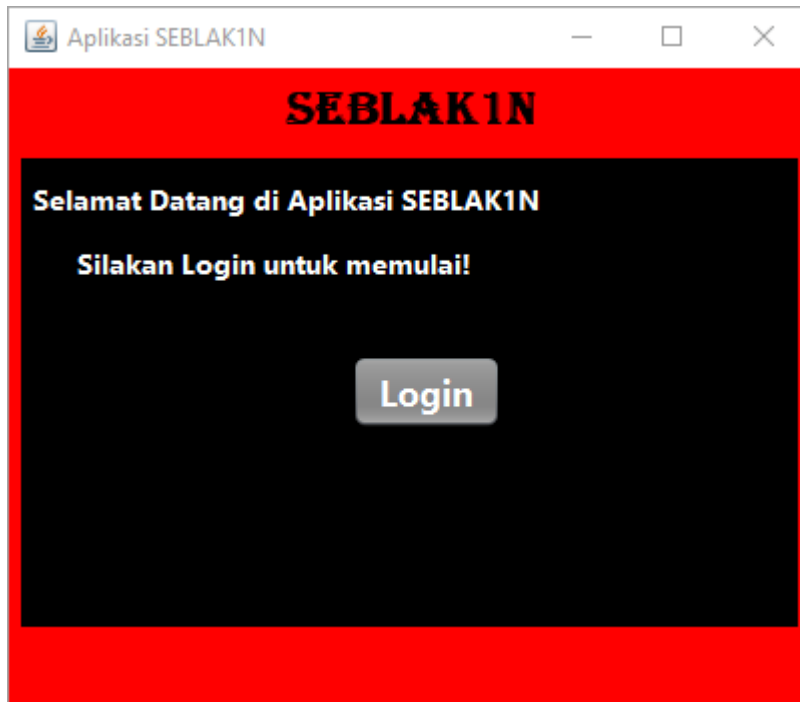 Aplikasi SEBLAK1N
SEBLAK1N
Selamat Datang di Aplikasi SEBLAK1N
Silakan Login untuk memulai!
Login